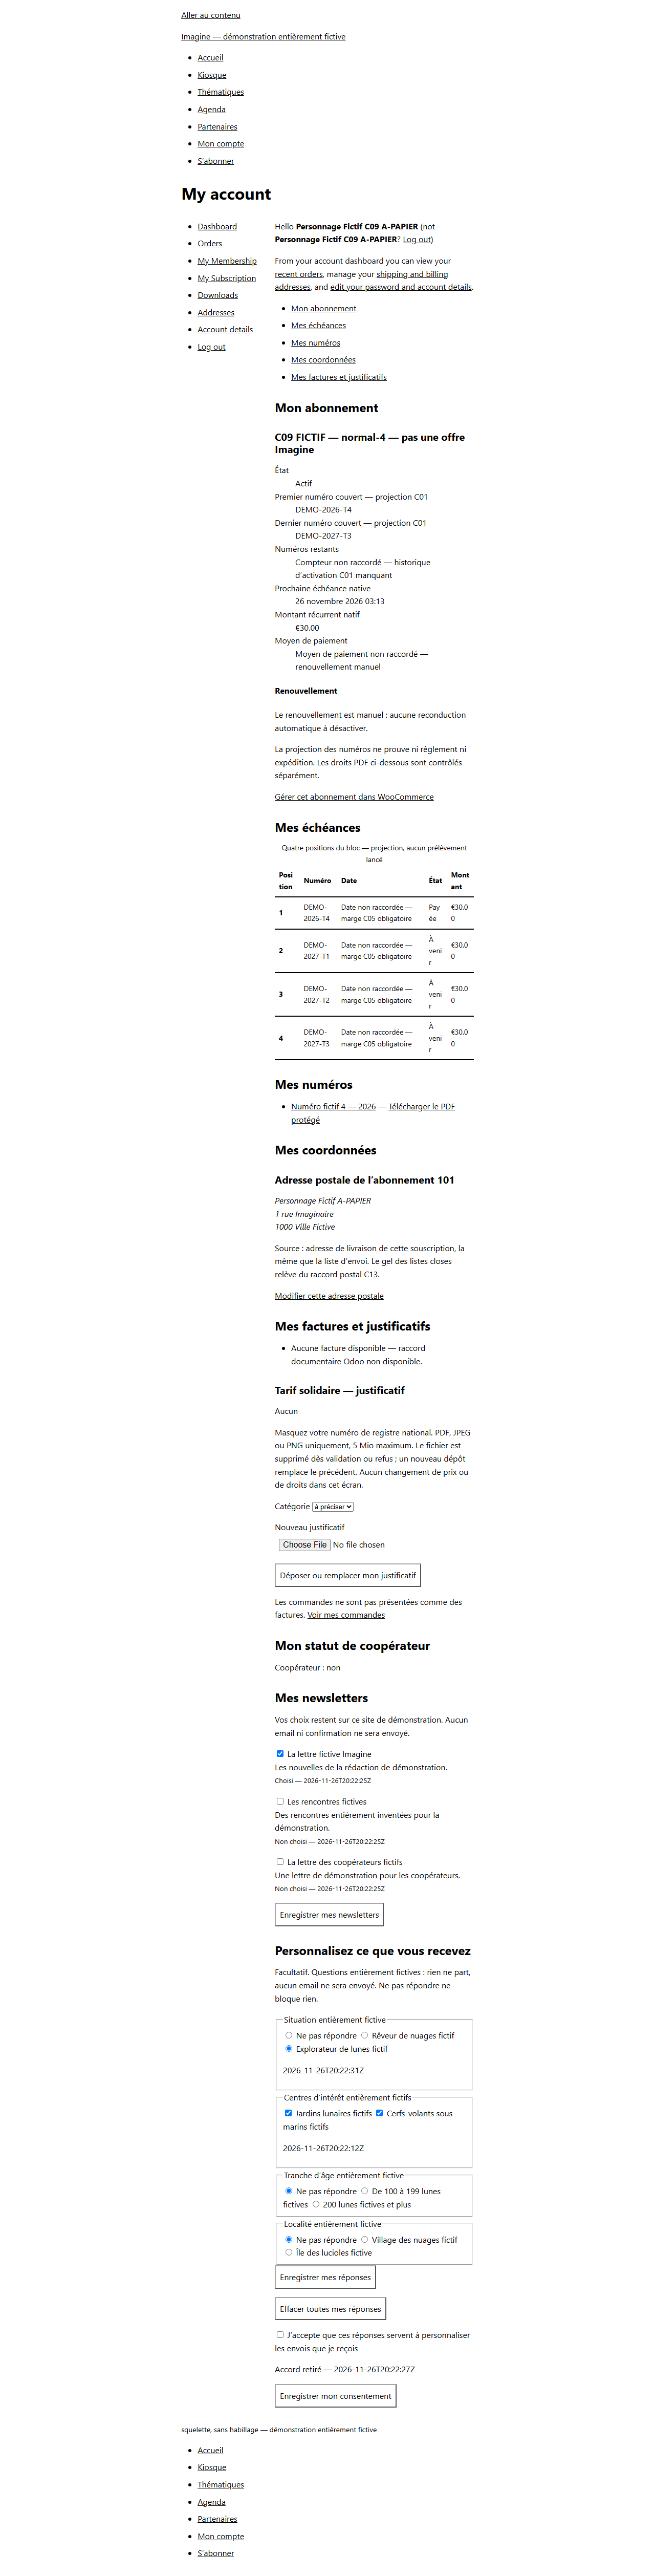 Aller au contenu
Imagine — démonstration entièrement fictive
Accueil
Kiosque
Thématiques
Agenda
Partenaires
Mon compte
S'abonner
My account
Dashboard
Orders
My Membership
My Subscription
Downloads
Addresses
Account details
Log out
Hello Personnage Fictif C09 A-PAPIER (not
Personnage Fictif C09 A-PAPIER? Log out)
From your account dashboard you can view your
recent orders, manage your shipping and billing
addresses, and edit your password and account details.
Mon abonnement
Mes échéances
Mes numéros
Mes coordonnées
Mes factures et justificatifs
Mon abonnement
C09 FICTIF — normal-4 — pas une offre
Imagine
État
Actif
Premier numéro couvert — projection C01
DEMO-2026-T4
Dernier numéro couvert — projection C01
DEMO-2027-T3
Numéros restants
Compteur non raccordé — historique
d'activation C01 manquant
Prochaine échéance native
26 novembre 2026 03:13
Montant récurrent natif
€30.00
Moyen de paiement
Moyen de paiement non raccordé —
renouvellement manuel
Renouvellement
Le renouvellement est manuel : aucune reconduction
automatique à désactiver.
La projection des numéros ne prouve ni règlement ni
expédition. Les droits PDF ci-dessous sont contrôlés
séparément.
Gérer cet abonnement dans WooCommerce
Mes échéances
Quatre positions du bloc — projection, aucun prélèvement
lancé
Posi
tion
Numéro
Date
État
Mont
ant
1
DEMO-
2026-T4
Date non raccordée —
marge C05 obligatoire
Pay
ée
€30.0
0
2
DEMO-
2027-T1
Date non raccordée —
marge C05 obligatoire
À
veni
r
€30.0
0
3
DEMO-
2027-T2
Date non raccordée —
marge C05 obligatoire
À
veni
r
€30.0
0
4
DEMO-
2027-T3
Date non raccordée —
marge C05 obligatoire
À
veni
r
€30.0
0
Mes numéros
Numéro fictif 4 — 2026 — Télécharger le PDF
protégé
Mes coordonnées
Adresse postale de l'abonnement 101
Personnage Fictif A-PAPIER
1 rue Imaginaire
1000 Ville Fictive
Source : adresse de livraison de cette souscription, la
même que la liste d'envoi. Le gel des listes closes
relève du raccord postal C13.
Modifier cette adresse postale
Mes factures et justificatifs
Aucune facture disponible — raccord
documentaire Odoo non disponible.
Tarif solidaire — justificatif
Aucun
Masquez votre numéro de registre national. PDF, JPEG
ou PNG uniquement, 5 Mio maximum. Le fichier est
supprimé dès validation ou refus ; un nouveau dépôt
remplace le précédent. Aucun changement de prix ou
de droits dans cet écran.
Catégorie à préciser
Nouveau justificatif
Choose File No file chosen
Déposer ou remplacer mon justificatif
Les commandes ne sont pas présentées comme des
factures. Voir mes commandes
Mon statut de coopérateur
Coopérateur : non
Mes newsletters
Vos choix restent sur ce site de démonstration. Aucun
email ni confirmation ne sera envoyé.
La lettre fictive Imagine
Les nouvelles de la rédaction de démonstration.
Choisi — 2026-11-26T20:22:25Z
Les rencontres fictives
Des rencontres entièrement inventées pour la
démonstration.
Non choisi — 2026-11-26T20:22:25Z
La lettre des coopérateurs fictifs
Une lettre de démonstration pour les coopérateurs.
Non choisi — 2026-11-26T20:22:25Z
Enregistrer mes newsletters
Personnalisez ce que vous recevez
Facultatif. Questions entièrement fictives : rien ne part,
aucun email ne sera envoyé. Ne pas répondre ne
bloque rien.
Situation entièrement fictive
Ne pas répondre Rêveur de nuages fictif
Explorateur de lunes fictif
2026-11-26T20:22:31Z
Centres d'intérêt entièrement fictifs
Jardins lunaires fictifs Cerfs-volants sous-
marins fictifs
2026-11-26T20:22:12Z
Tranche d'âge entièrement fictive
Ne pas répondre De 100 à 199 lunes
fictives 200 lunes fictives et plus
Localité entièrement fictive
Ne pas répondre Village des nuages fictif
Île des lucioles fictive
Enregistrer mes réponses
Effacer toutes mes réponses
J'accepte que ces réponses servent à personnaliser
les envois que je reçois
Accord retiré — 2026-11-26T20:22:27Z
Enregistrer mon consentement
squelette, sans habillage — démonstration entièrement fictive
Accueil
Kiosque
Thématiques
Agenda
Partenaires
Mon compte
S'abonner